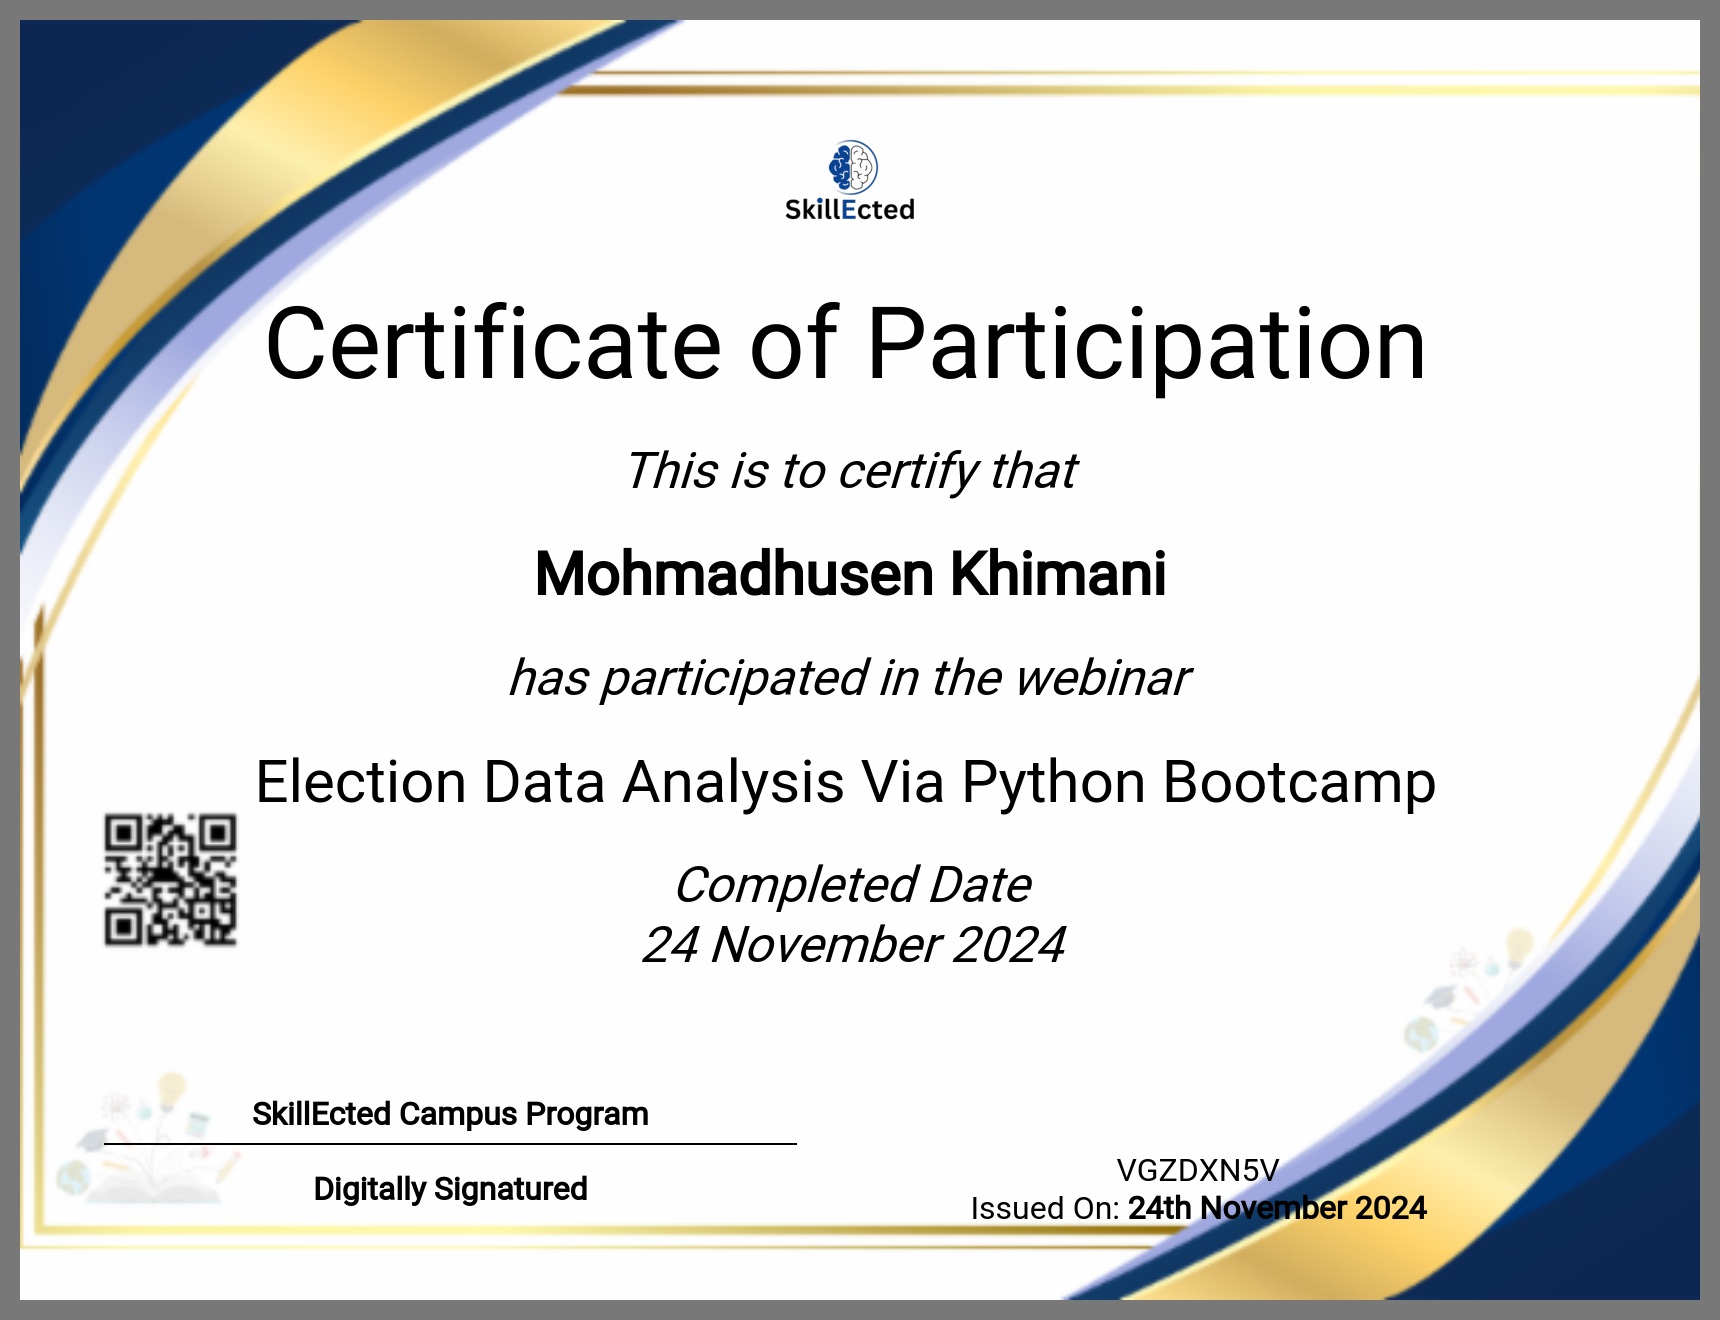 SkillEcted
Certificate of Participation
This is to certify that
Mohmadhusen Khimani
has participated in the webinar
Election Data Analysis Via Python Bootcamp
Completed Date
24 November 2024
SkillEcted Campus Program
Digitally Signatured
VGZDXN5V
Issued On: 24th November 2024